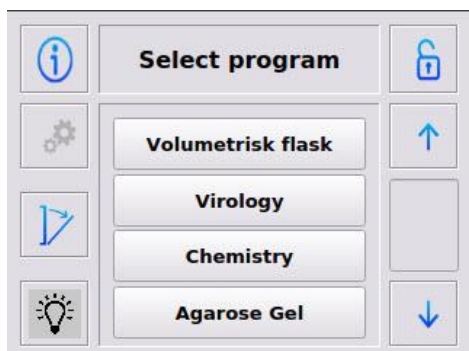 Select program
Volumetrisk flask
Virology
Chemistry
Agarose Gel